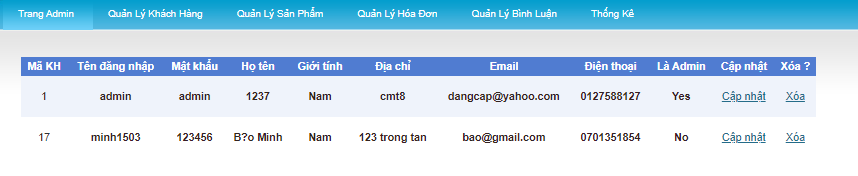 Trang Admin Quản Lý Khách Hàng Quản Lý Sản Phẩm Quản Lý Hóa Đơn Quản Lý Bình Luận Thống Kê
Mã KH Tên đăng nhập Mật khẩu Họ tên Giới tính Địa chỉ Email Điện thoại Là Admin Cập nhật Xóa ?
1 admin admin 1237 Nam cmt8 dangcap@yahoo.com 0127588127 Yes Cập nhật Xóa
17 minh1503 123456 B?o Minh Nam 123 trong tan bao@gmail.com 0701351854 No Cập nhật Xóa